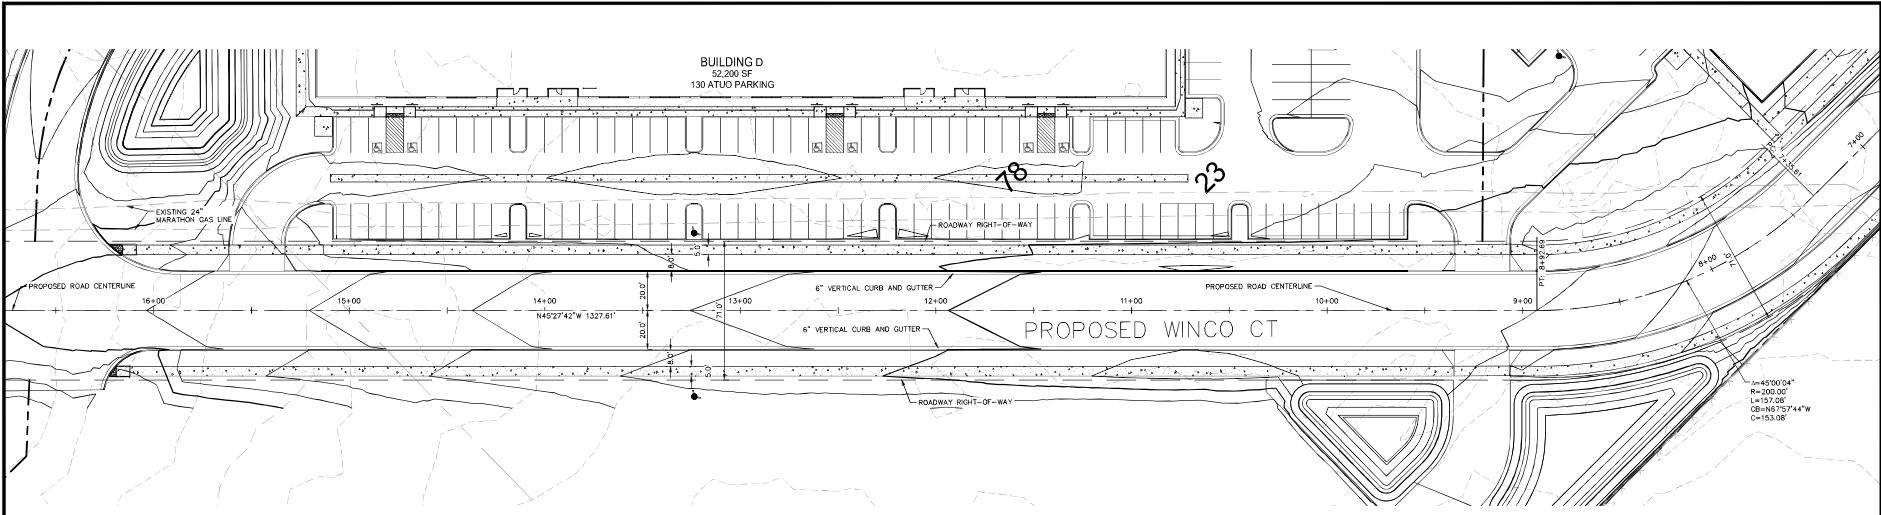 BUILDING D
52,200 SF
130 ATUO PARKING
7+00
PC: 7+35.61
78
23
EXISTING 24"
MARATHON GAS LINE
ROADWAY RIGHT-OF-WAY
5.0'
8.0'
PT: 8+92.69
8+00
71.0'
PROPOSED ROAD CENTERLINE
6" VERTICAL CURB AND GUTTER
PROPOSED ROAD CENTERLINE
16+00
15+00
14+00
20.0'
71.0'
13+00
12+00
11+00
10+00
9+00
N45°27'42"W 1327.61'
20.0'
6" VERTICAL CURB AND GUTTER
PROPOSED WINCO CT
8.0'
5.0'
ROADWAY RIGHT-OF-WAY
Δ=45°00'04"
R=200.00'
L=157.08'
CB=N67°57'44"W
C=153.08'